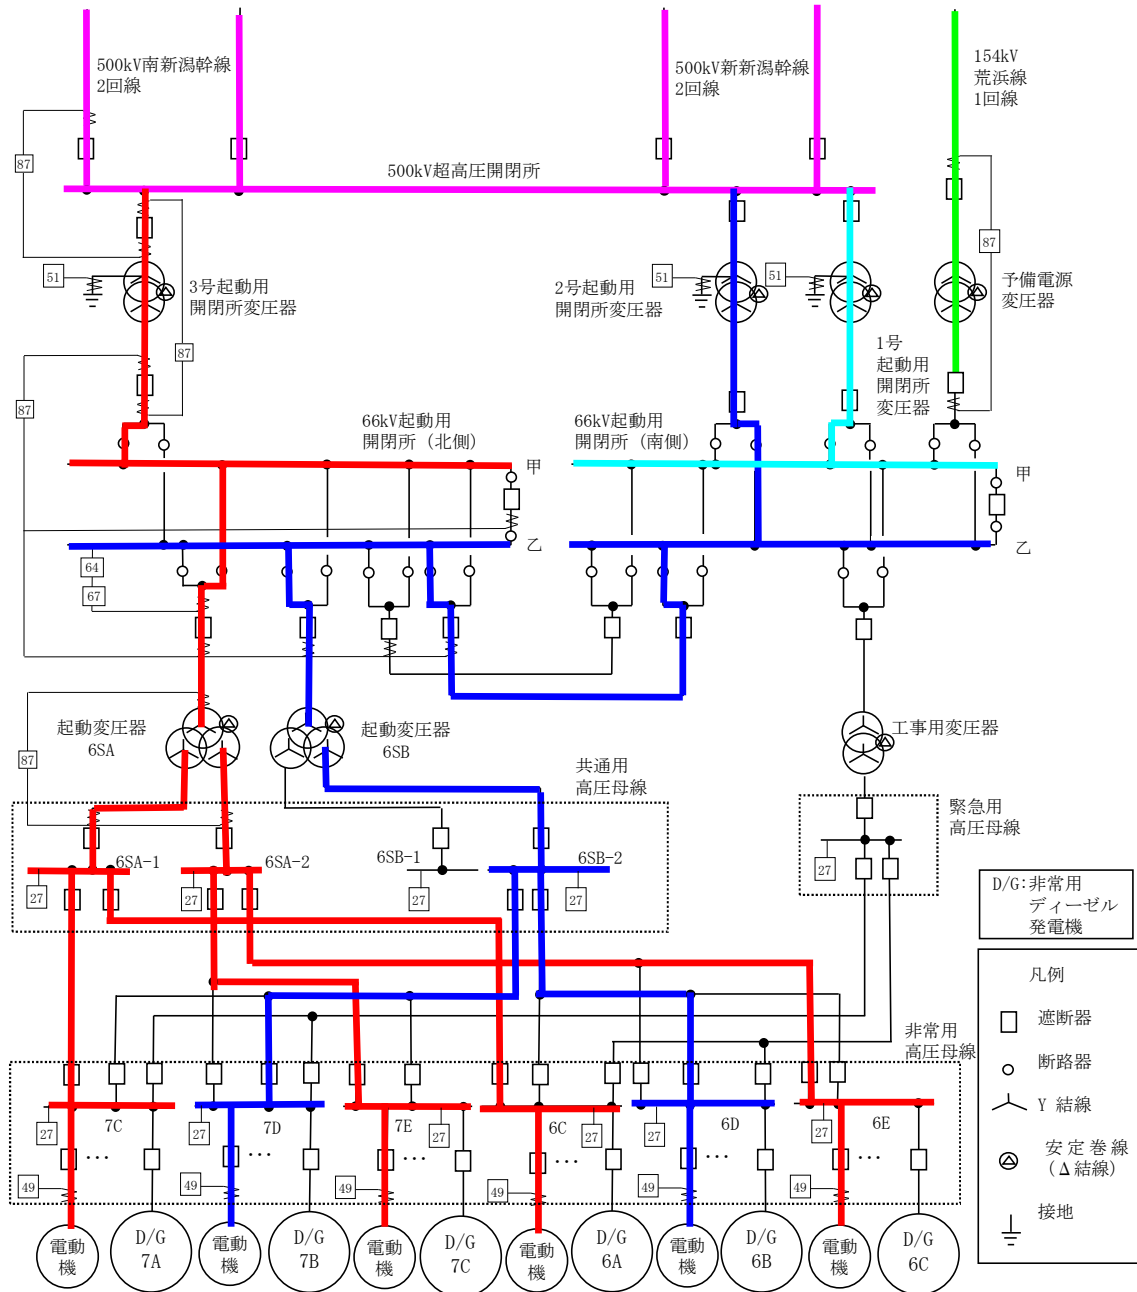 500kV南新潟幹線
2回線
500kV新新潟幹線
2回線
154kV
荒浜線
1回線
87
500kV超高圧開閉所
87
51
3号起動用
開閉所変圧器
51
2号起動用
開閉所変圧器
51
予備電源
変圧器
87
87
1号
起動用
開閉所
変圧器
66kV起動用
開閉所（北側）
66kV起動用
開閉所（南側）
甲
甲
乙
乙
64
67
起動変圧器
6SA
起動変圧器
6SB
工事用変圧器
87
共通用
高圧母線
緊急用
高圧母線
6SA-1
6SA-2
6SB-1
6SB-2
27
27
27
27
27
D/G:非常用
ディーゼル
発電機
凡例
遮断器
断路器
Y 結線
安定巻線
(Δ結線)
接地
非常用
高圧母線
7C
7D
7E
6C
6D
6E
27
27
27
27
27
27
…
…
…
…
…
…
49
49
49
49
49
49
電動
機
D/G
7A
電動
機
D/G
7B
電動
機
D/G
7C
電動
機
D/G
6A
電動
機
D/G
6B
電動
機
D/G
6C